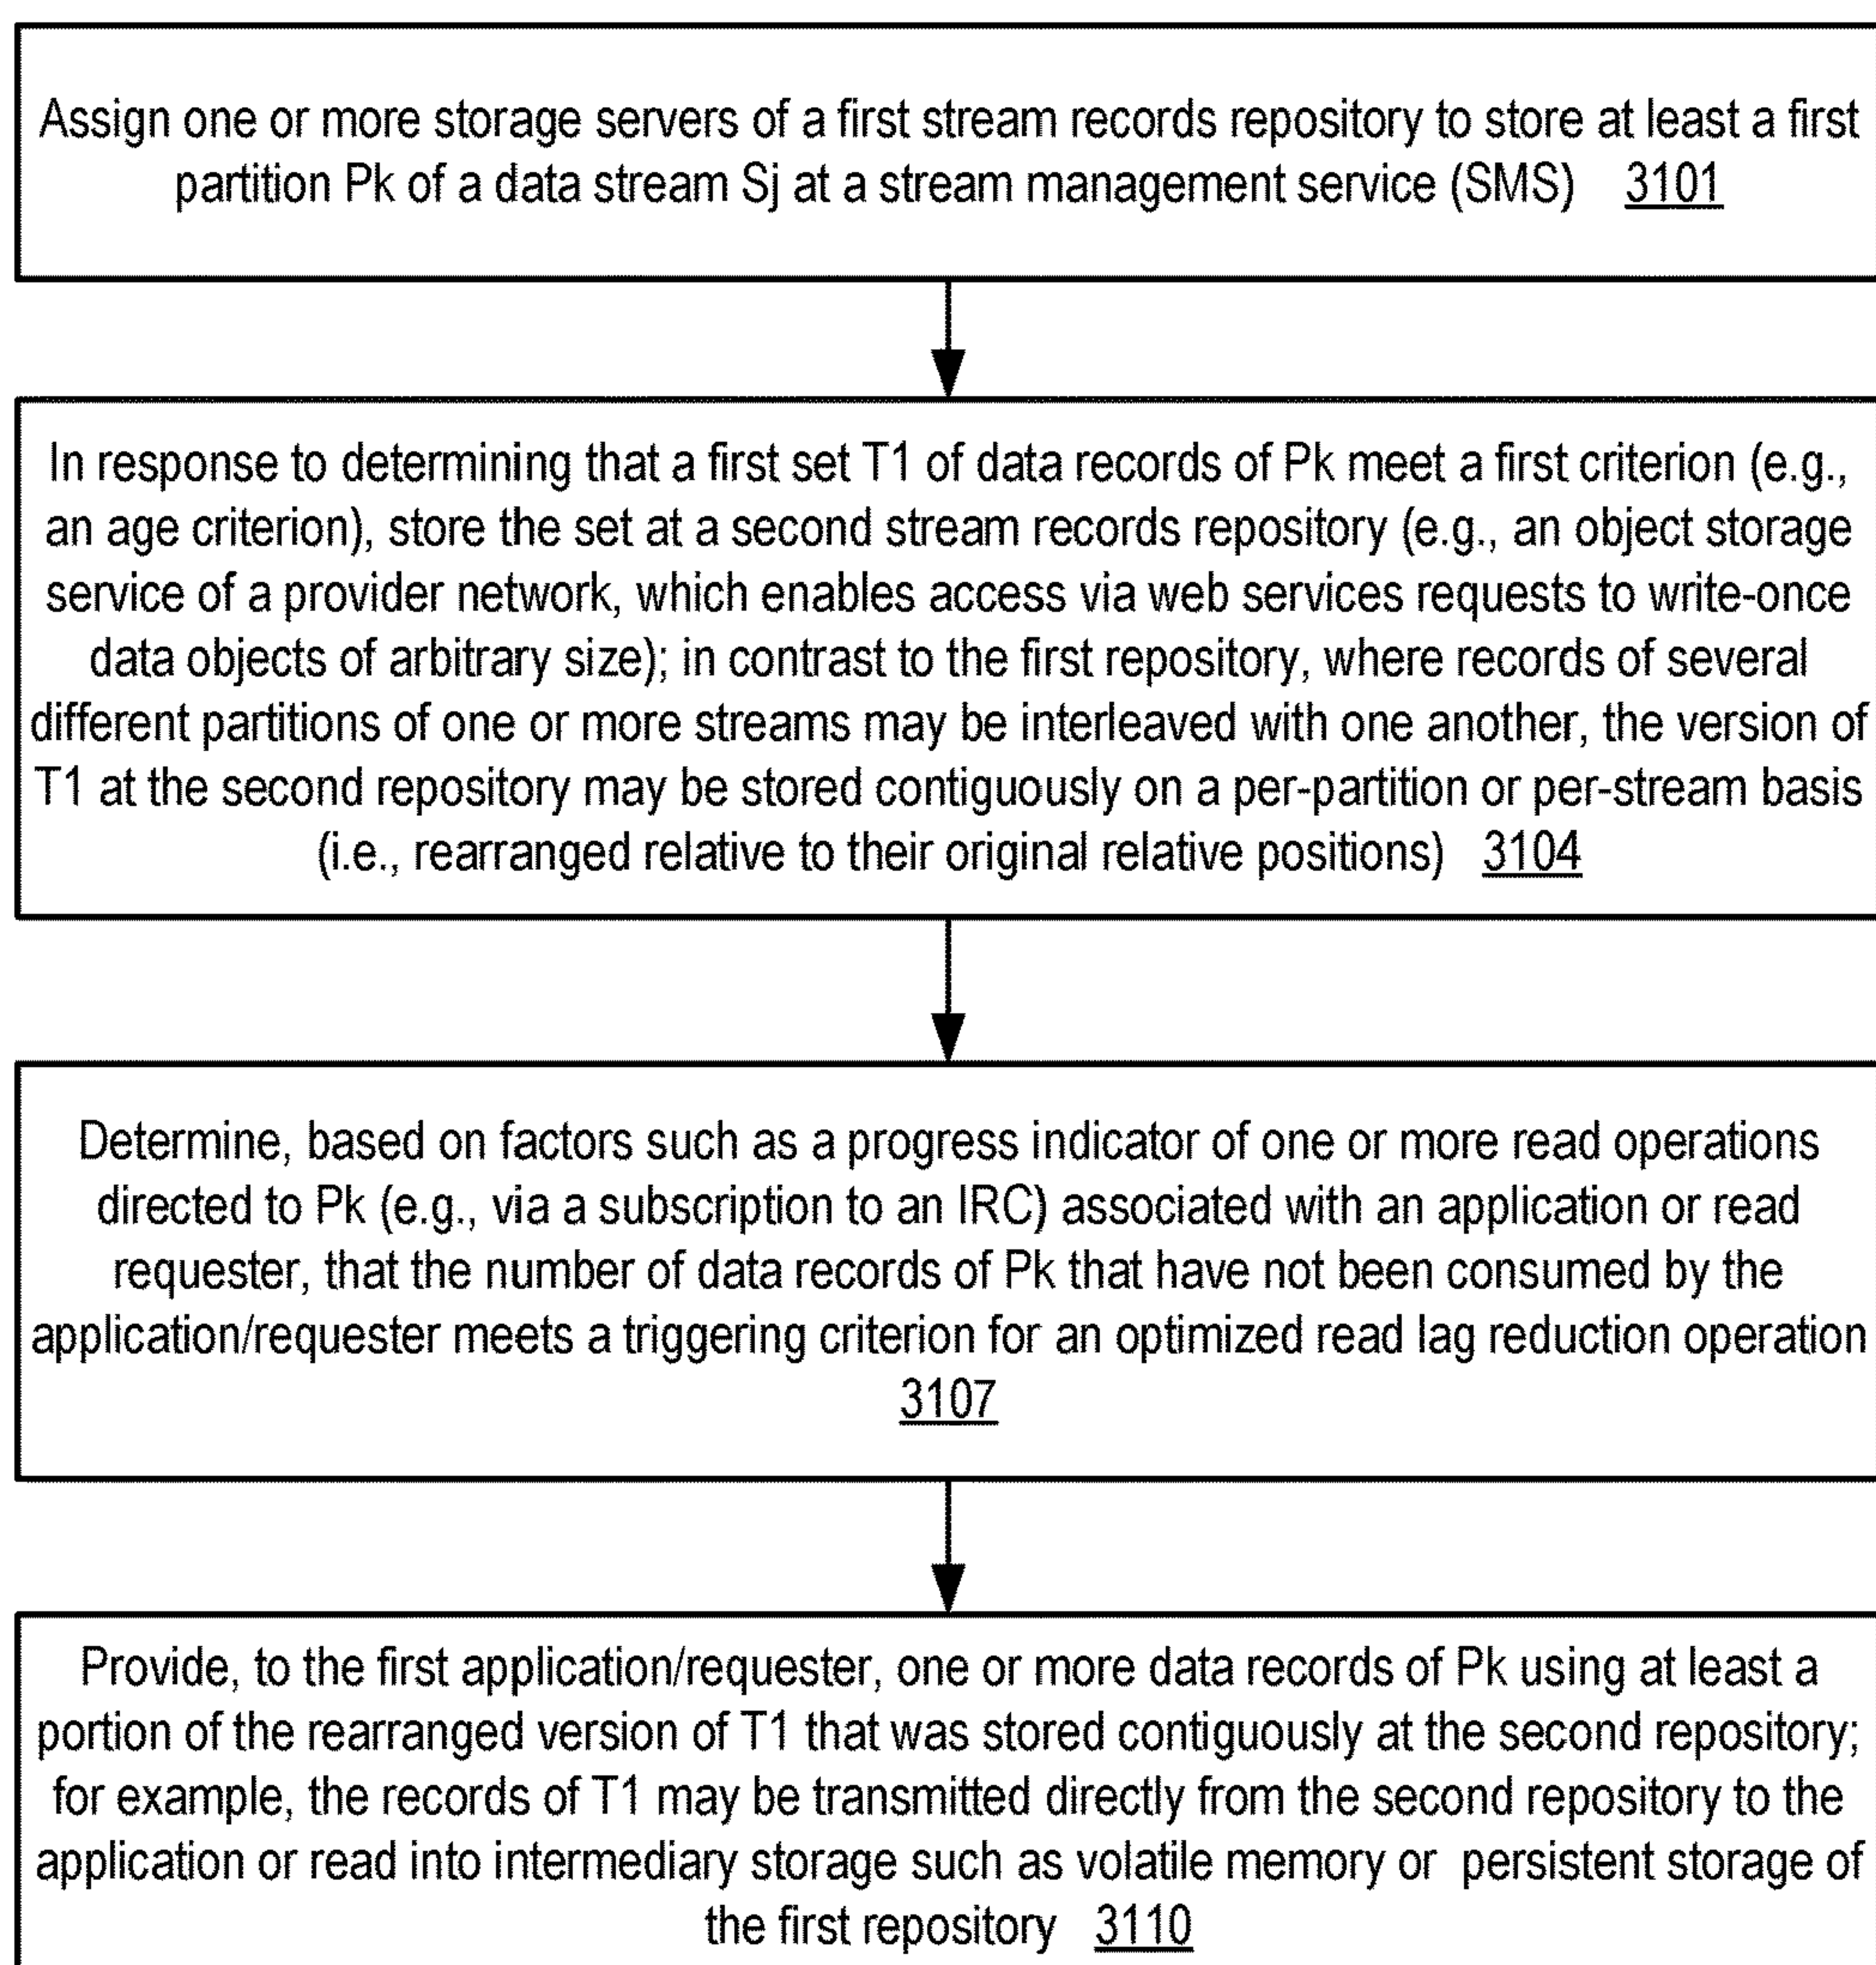 Assign one or more storage servers of a first stream records repository to store at least a first
partition Pk of a data stream Sj at a stream management service (SMS) 3101
In response to determining that a first set T1 of data records of Pk meet a first criterion (e.g.,
an age criterion), store the set at a second stream records repository (e.g., an object storage
service of a provider network, which enables access via web services requests to write-once
data objects of arbitrary size); in contrast to the first repository, where records of several
different partitions of one or more streams may be interleaved with one another, the version of
T1 at the second repository may be stored contiguously on a per-partition or per-stream basis
(i.e., rearranged relative to their original relative positions) 3104
Determine, based on factors such as a progress indicator of one or more read operations
directed to Pk (e.g., via a subscription to an IRC) associated with an application or read
requester, that the number of data records of Pk that have not been consumed by the
application/requester meets a triggering criterion for an optimized read lag reduction operation
3107
Provide, to the first application/requester, one or more data records of Pk using at least a
portion of the rearranged version of T1 that was stored contiguously at the second repository;
for example, the records of T1 may be transmitted directly from the second repository to the
application or read into intermediary storage such as volatile memory or persistent storage of
the first repository 3110